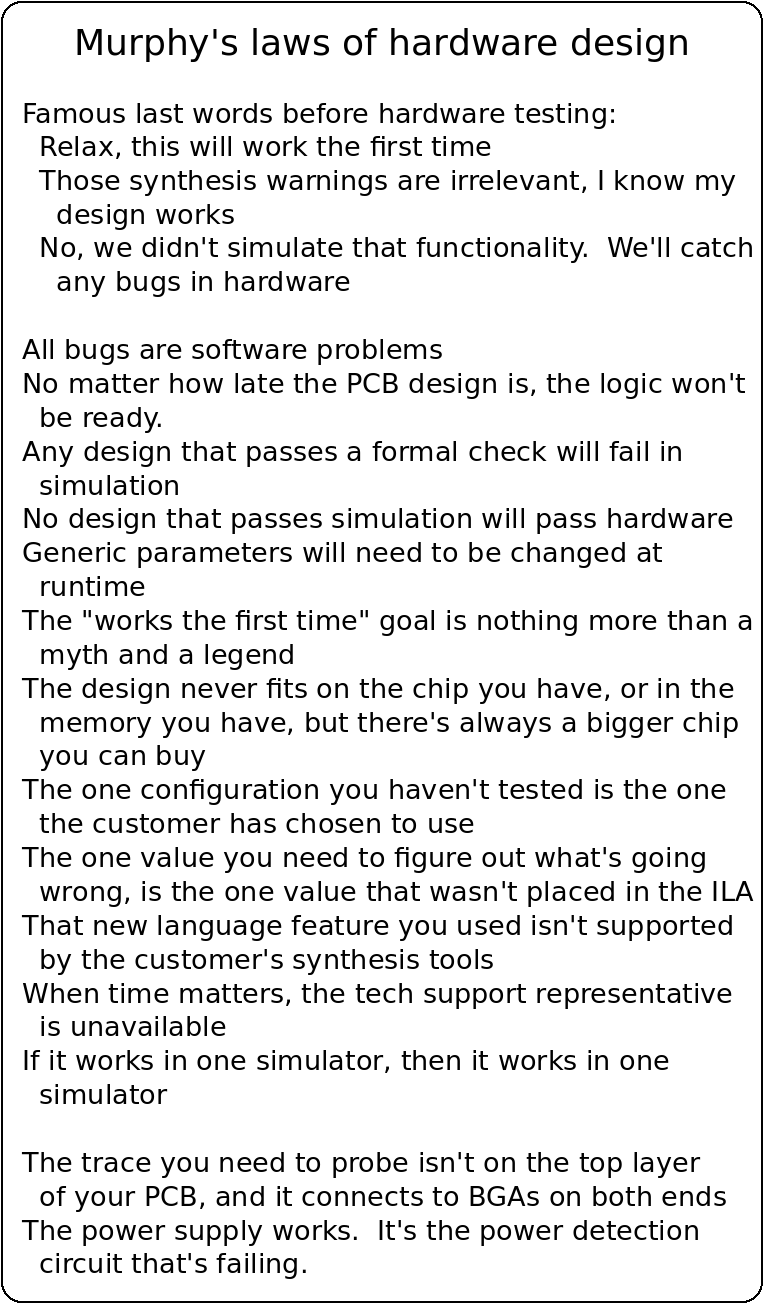 Murphy's laws of hardware design
Famous last words before hardware testing:
Relax, this will work the first time
Those synthesis warnings are irrelevant, I know my
design works
No, we didn't simulate that functionality.  We'll catch
any bugs in hardware
All bugs are software problems
No matter how late the PCB design is, the logic won't
be ready.
Any design that passes a formal check will fail in
simulation
No design that passes simulation will pass hardware
Generic parameters will need to be changed at
runtime
The "works the first time" goal is nothing more than a
myth and a legend
The design never fits on the chip you have, or in the
memory you have, but there's always a bigger chip
you can buy
The one configuration you haven't tested is the one
the customer has chosen to use
The one value you need to figure out what's going
wrong, is the one value that wasn't placed in the ILA
That new language feature you used isn't supported
by the customer's synthesis tools
When time matters, the tech support representative
is unavailable
If it works in one simulator, then it works in one
simulator
The trace you need to probe isn't on the top layer
of your PCB, and it connects to BGAs on both ends
The power supply works.  It's the power detection
circuit that's failing.